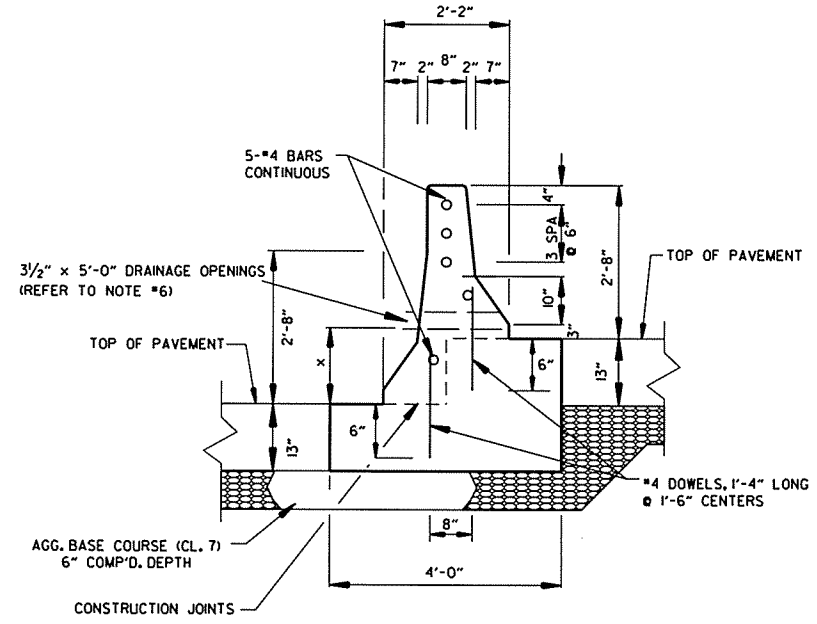 2'-2"
7" 2" 8" 2" 7"
5-#4 BARS
CONTINUOUS
4"
3 SPA
@ 6"
2'-8"
TOP OF PAVEMENT
3½" x 5'-0" DRAINAGE OPENINGS
(REFER TO NOTE #6)
2'-8"
10"
3"
TOP OF PAVEMENT
x
6"
13"
6"
13"
#4 DOWELS, 1'-4" LONG
@ 1'-6" CENTERS
8"
AGG. BASE COURSE (CL. 7)
6" COMP'D. DEPTH
4'-0"
CONSTRUCTION JOINTS